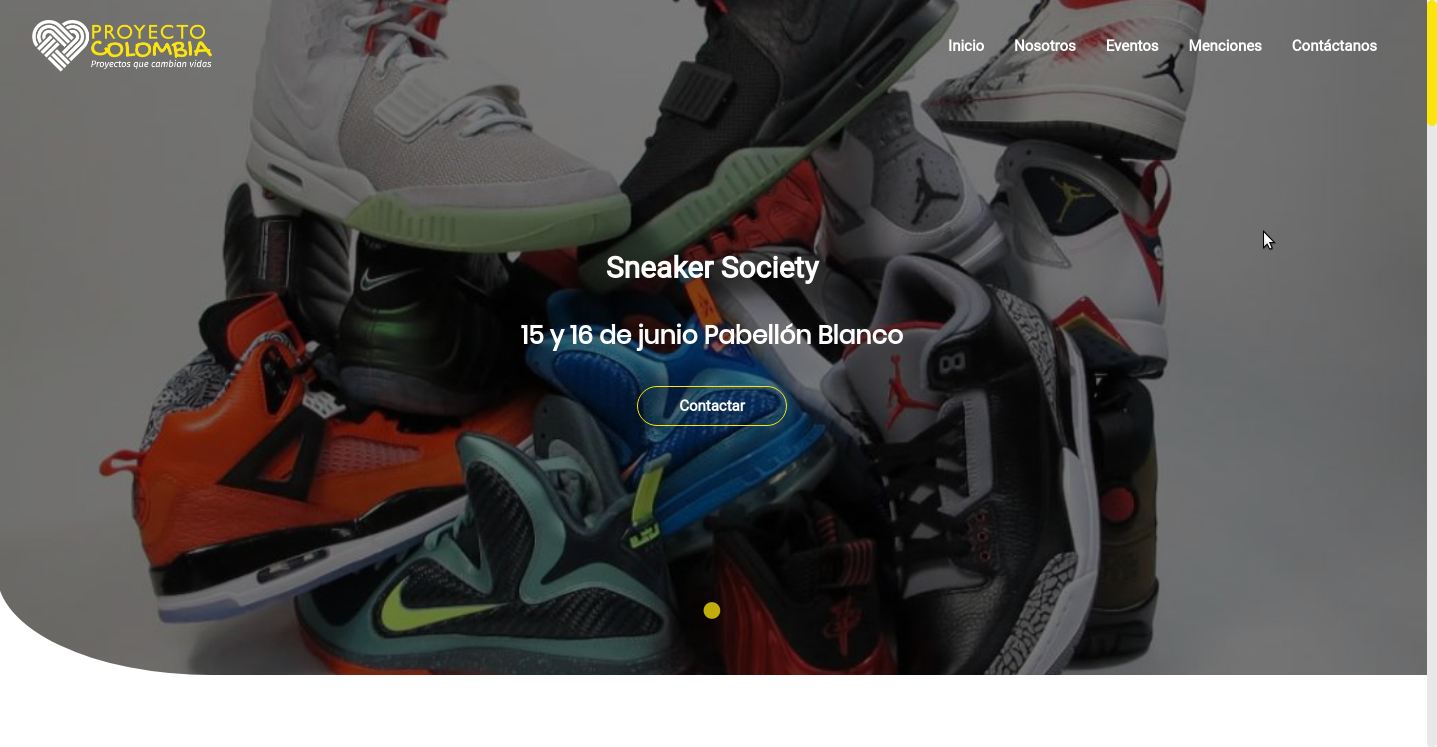 PROYECTO
COLOMBIA
Proyectos que cambian vidas
Inicio Nosotros Eventos Menciones Contáctanos
Sneaker Society
15 y 16 de junio Pabellón Blanco
Contactar